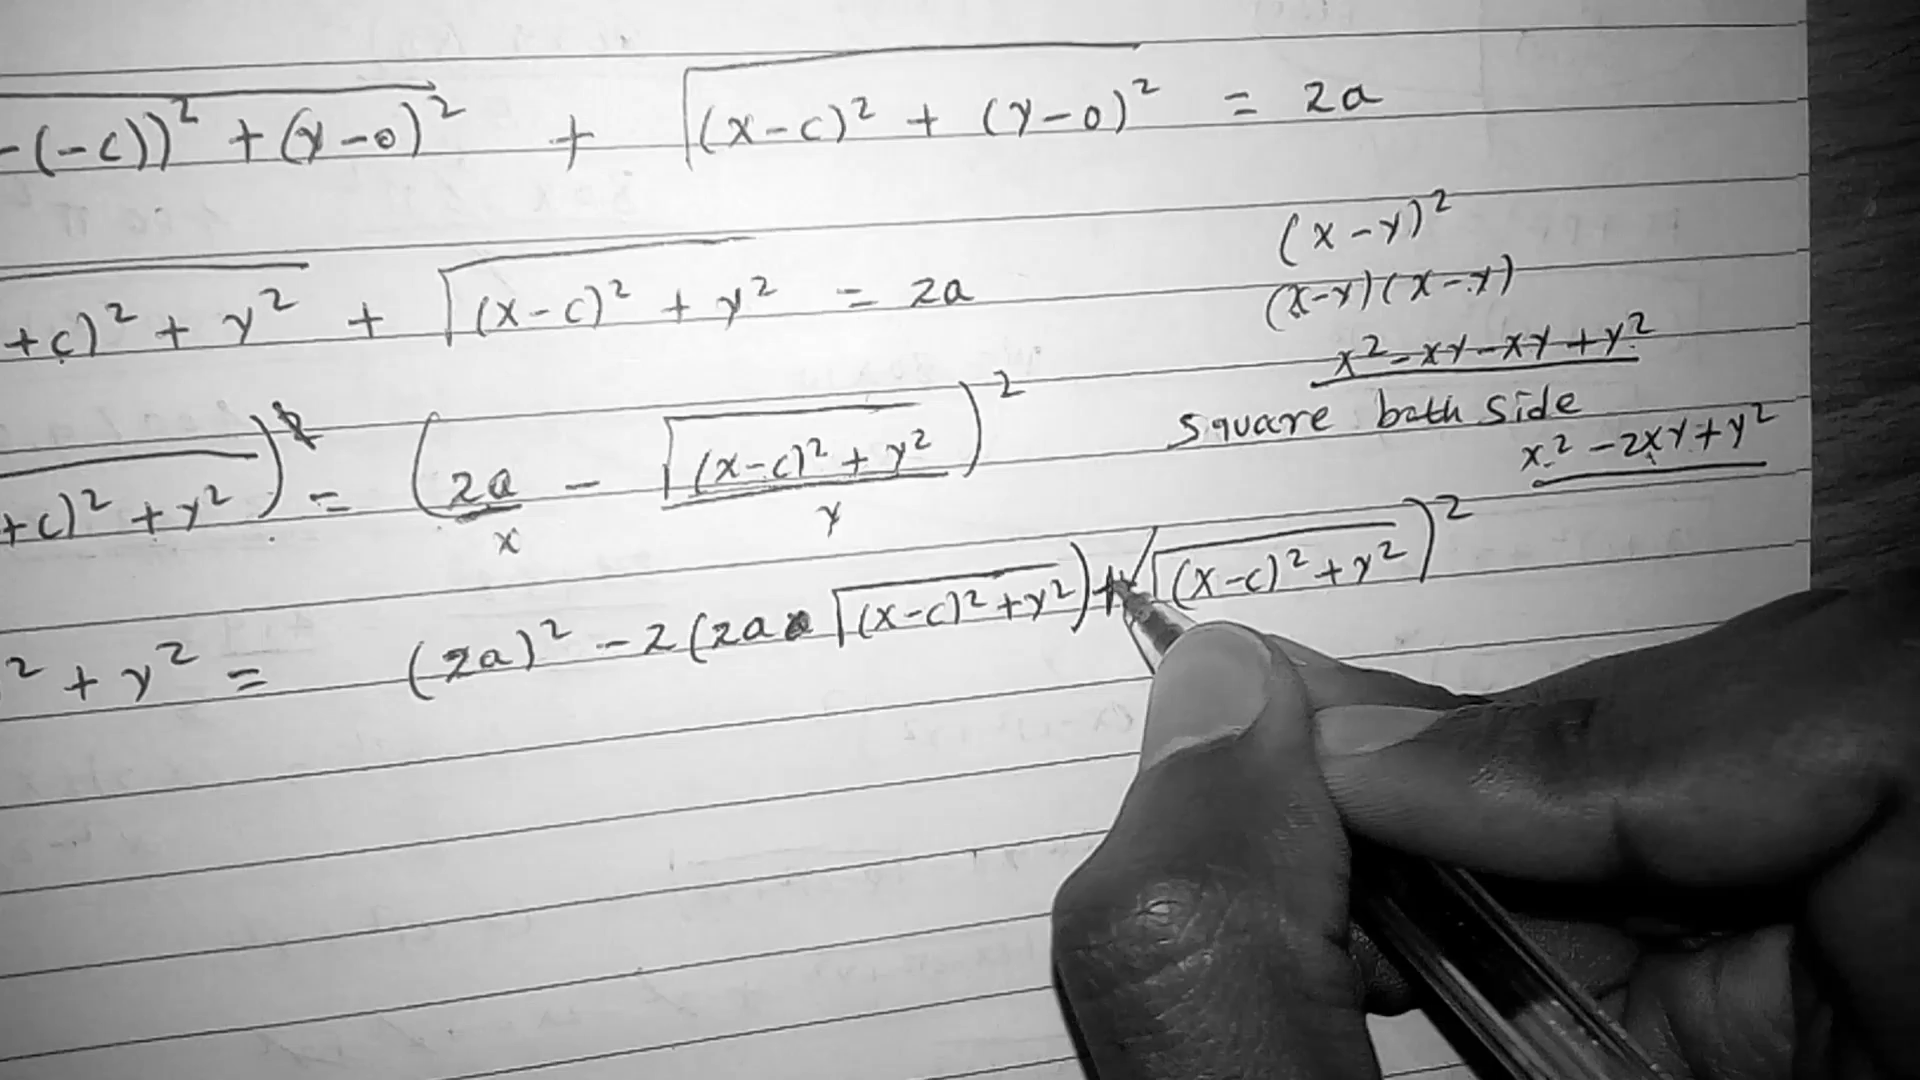 -(-c))² + (y-0)² + √(x-c)² + (y-0)² = 2a
(x-y)²
+c)² + y² + √(x-c)² + y² = 2a
(x-y)(x-y)
x²-xy-xy+y²
square both side
x²-2xy+y²
+c)² + y²)² = (2a - √(x-c)² + y²)²
x y
² + y² = (2a)² - 2(2a √(x-c)²+y²) + (√(x-c)²+y²)²